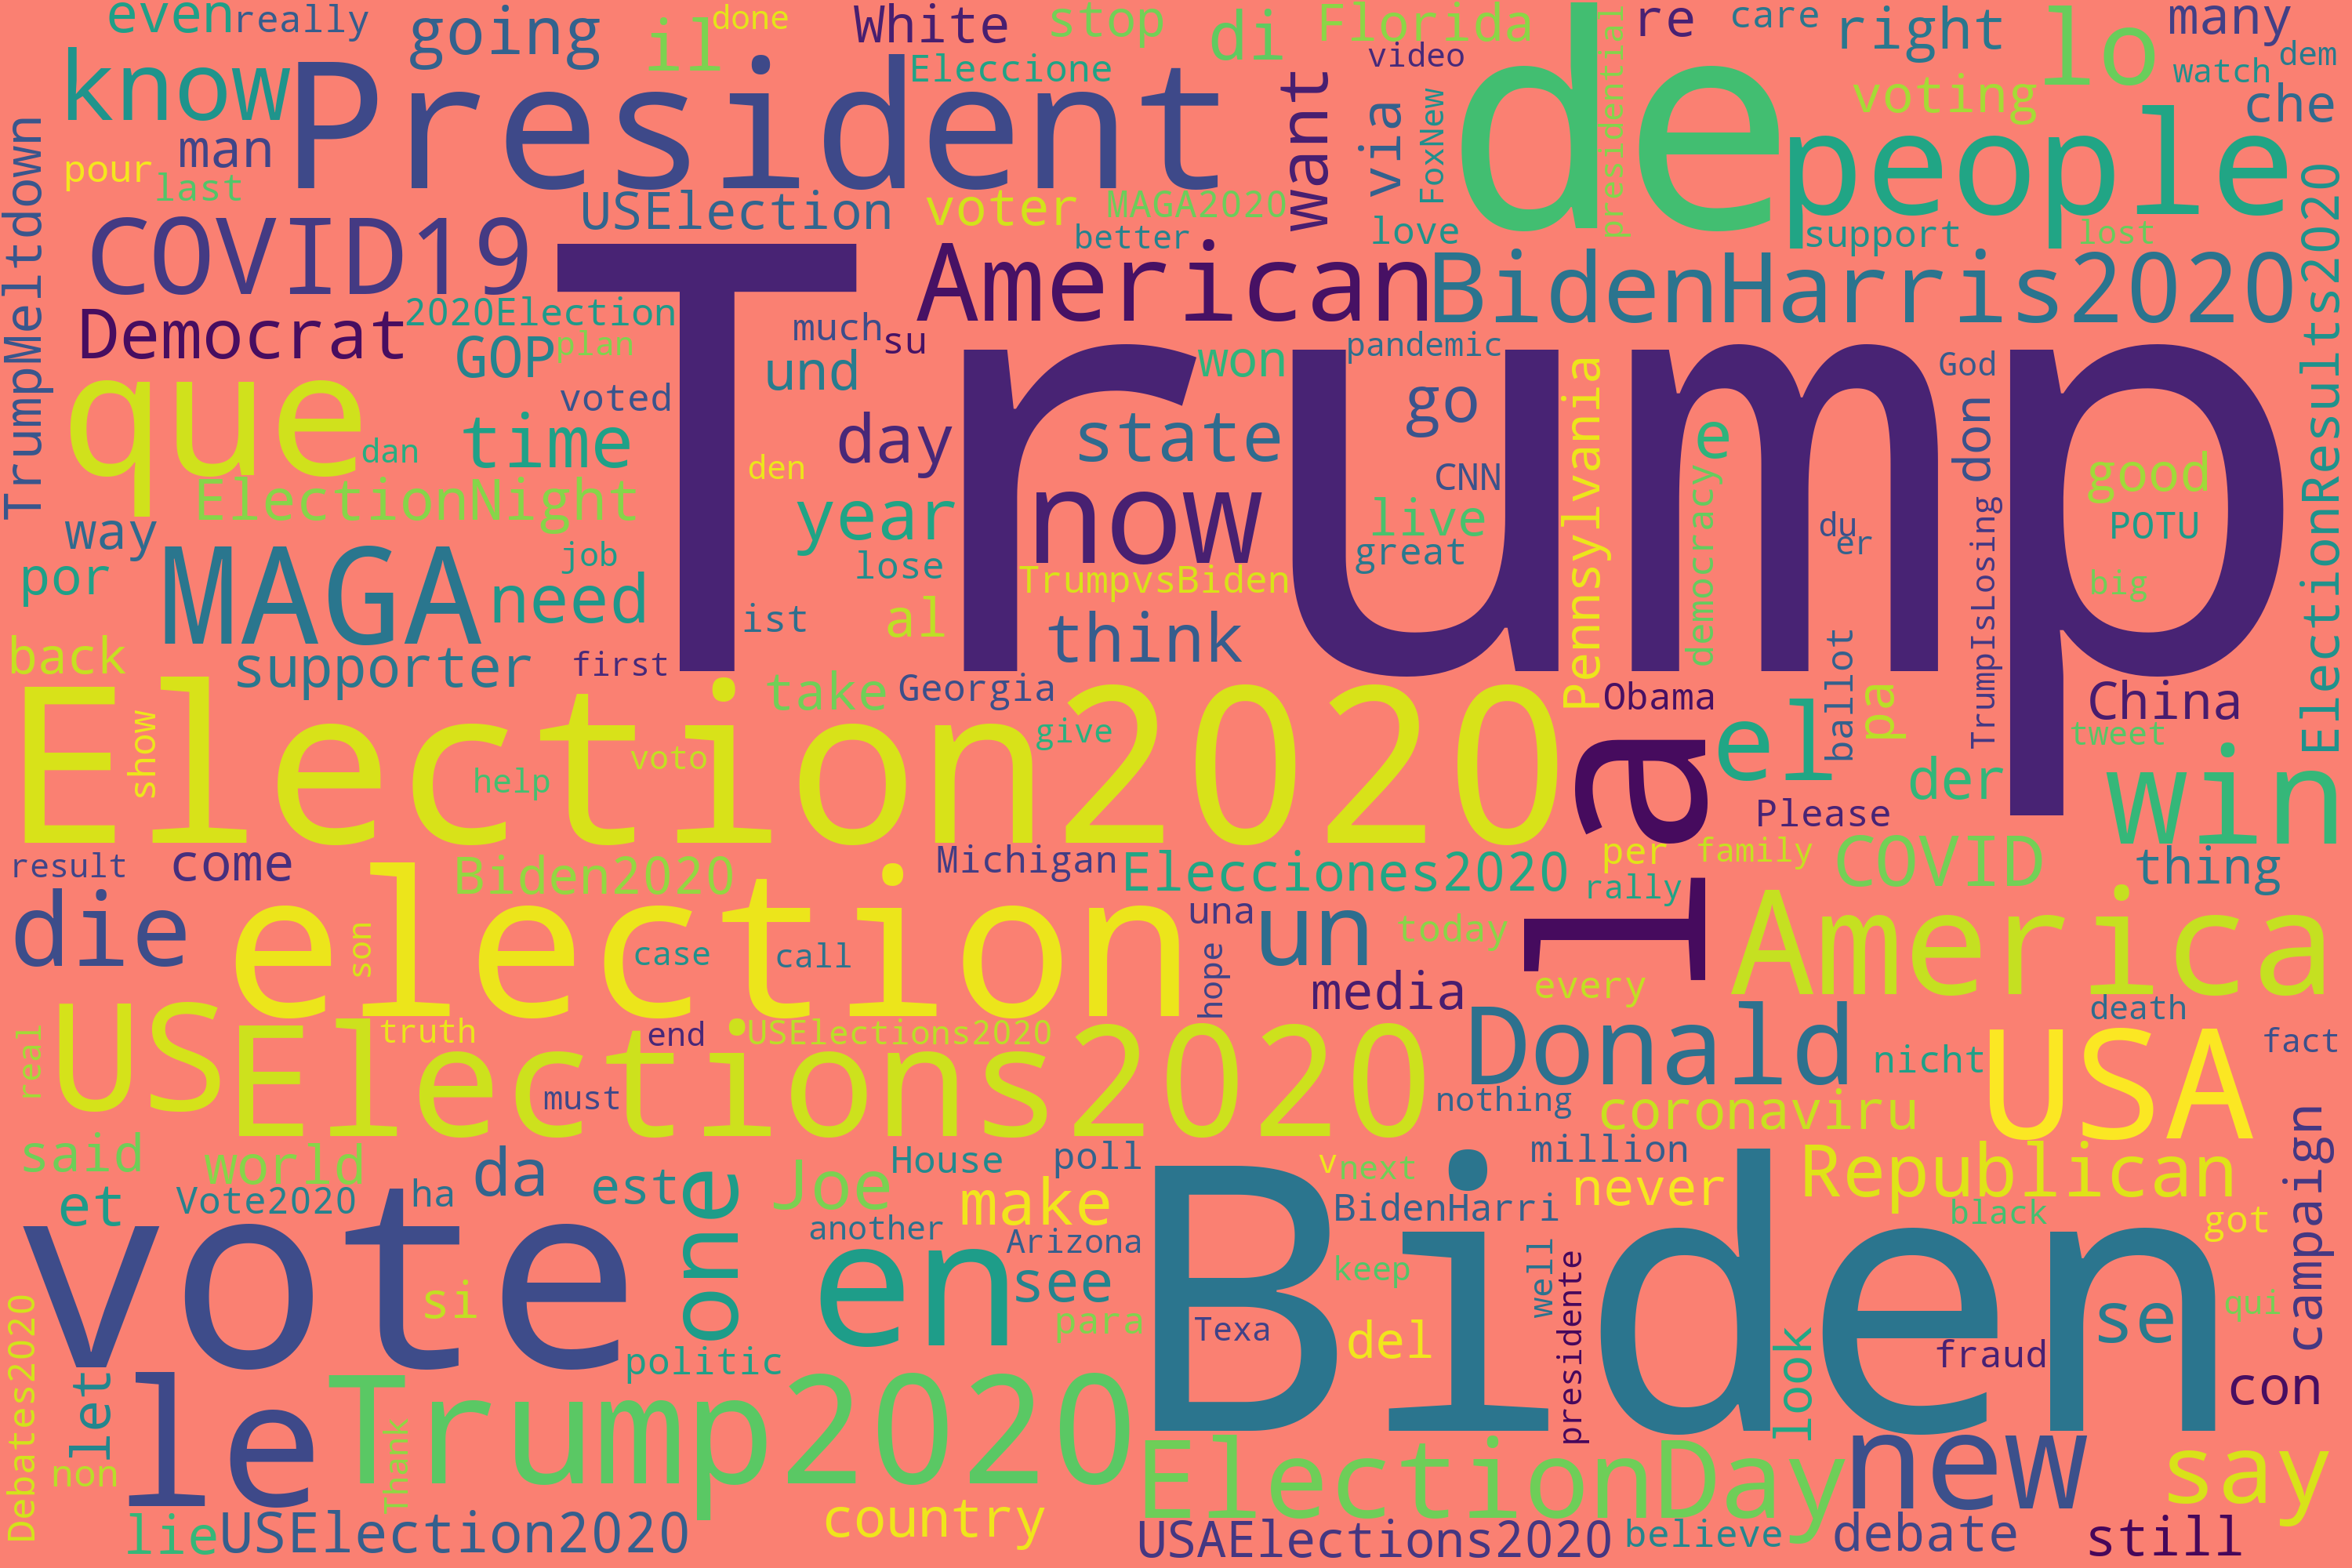 even
really
going
il
done
White
stop
di
Florida
re
care
right
lo
many
know
President
Eleccione
want
video
de
presidential
voting
watch
dem
che
man
via
FoxNew
people
pour
last
USElection
voter
MAGA2020
better
love
support
lost
TrumpMeltdown
COVID19
American
BidenHarris2020
ElectionResults2020
Democrat
2020Election
GOP
plan
much
su
und
won
pandemic
God
que
voted
Trump
time
dan
day
state
go
Pennsylvania
e
don
good
den
CNN
ElectionNight
year
now
live
democracy
du
er
POTU
way
job
lose
great
TrumpIsLosing
por
MAGA
need
TrumpvsBiden
big
ist
al
think
ballot
back
supporter
first
take
Georgia
Obama
pa
China
Election2020
show
give
la
el
tweet
help
voto
der
win
Please
result
come
Biden2020
Michigan
Elecciones2020
per
family
COVID
thing
die
election
son
case
call
una
un
today
rally
America
hope
media
every
death
real
USElections2020
truth
end
USElections2020
Donald
nicht
USA
fact
must
nothing
coronaviru
said
world
da
est
one
Joe
House
poll
v
next
million
Republican
campaign
et
Vote2020
ha
another
make
BidenHarri
never
black
got
vote
en
Arizona
see
Biden
keep
well
presidente
si
para
Texa
del
se
qui
Debates2020
let
politic
look
fraud
con
le
Trump2020
Thank
non
country
ElectionDay
new
say
lie
USElection2020
USAElections2020
believe
debate
still